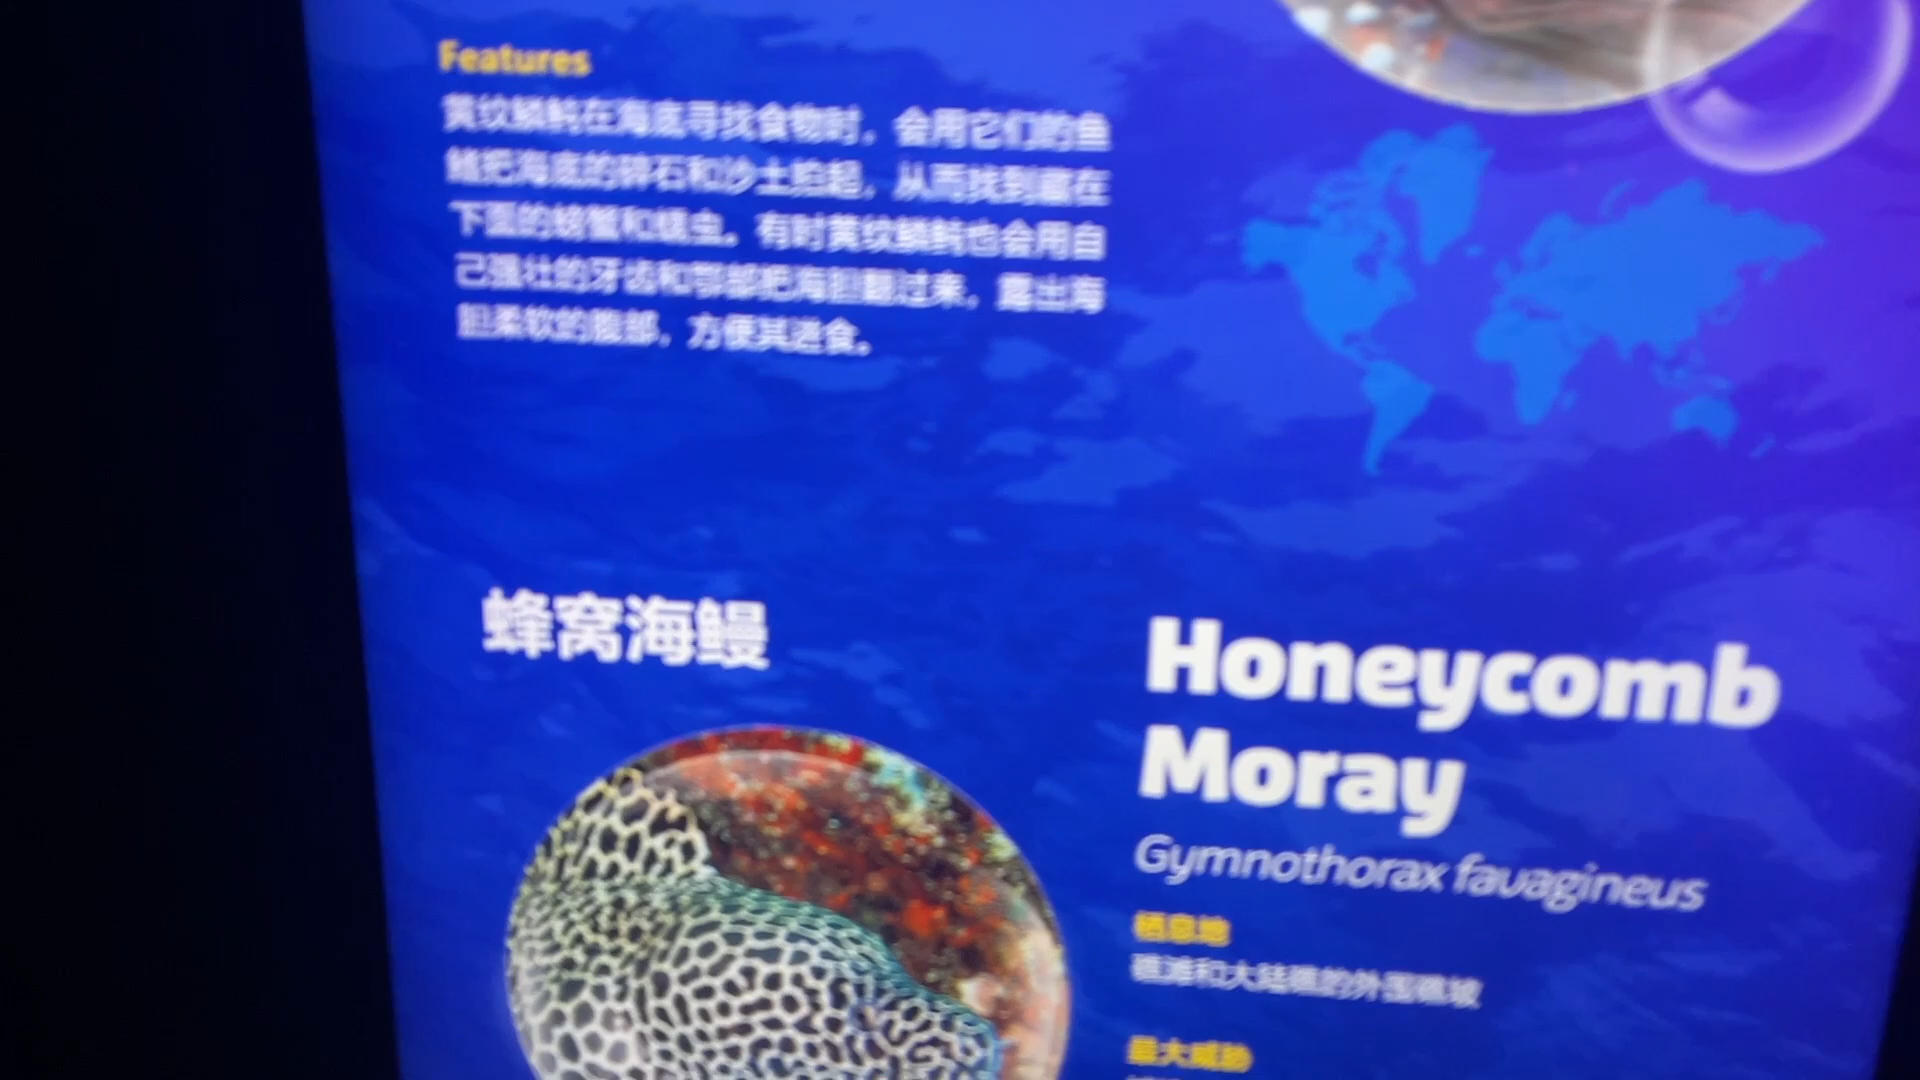 Features
黄纹鳞鲀在海底寻找食物时，会用它们的鱼
鳍把海底的碎石和沙土拍起，从而找到藏在
下面的螃蟹和蠕虫。有时黄纹鳞鲀也会用自
己强壮的牙齿和颚部把海胆翻过来，露出海
胆柔软的腹部，方便其进食。
蜂窝海鳗
Honeycomb
Moray
Gymnothorax favagineus
栖息地
礁滩和大陆礁的外围礁坡
最大威胁